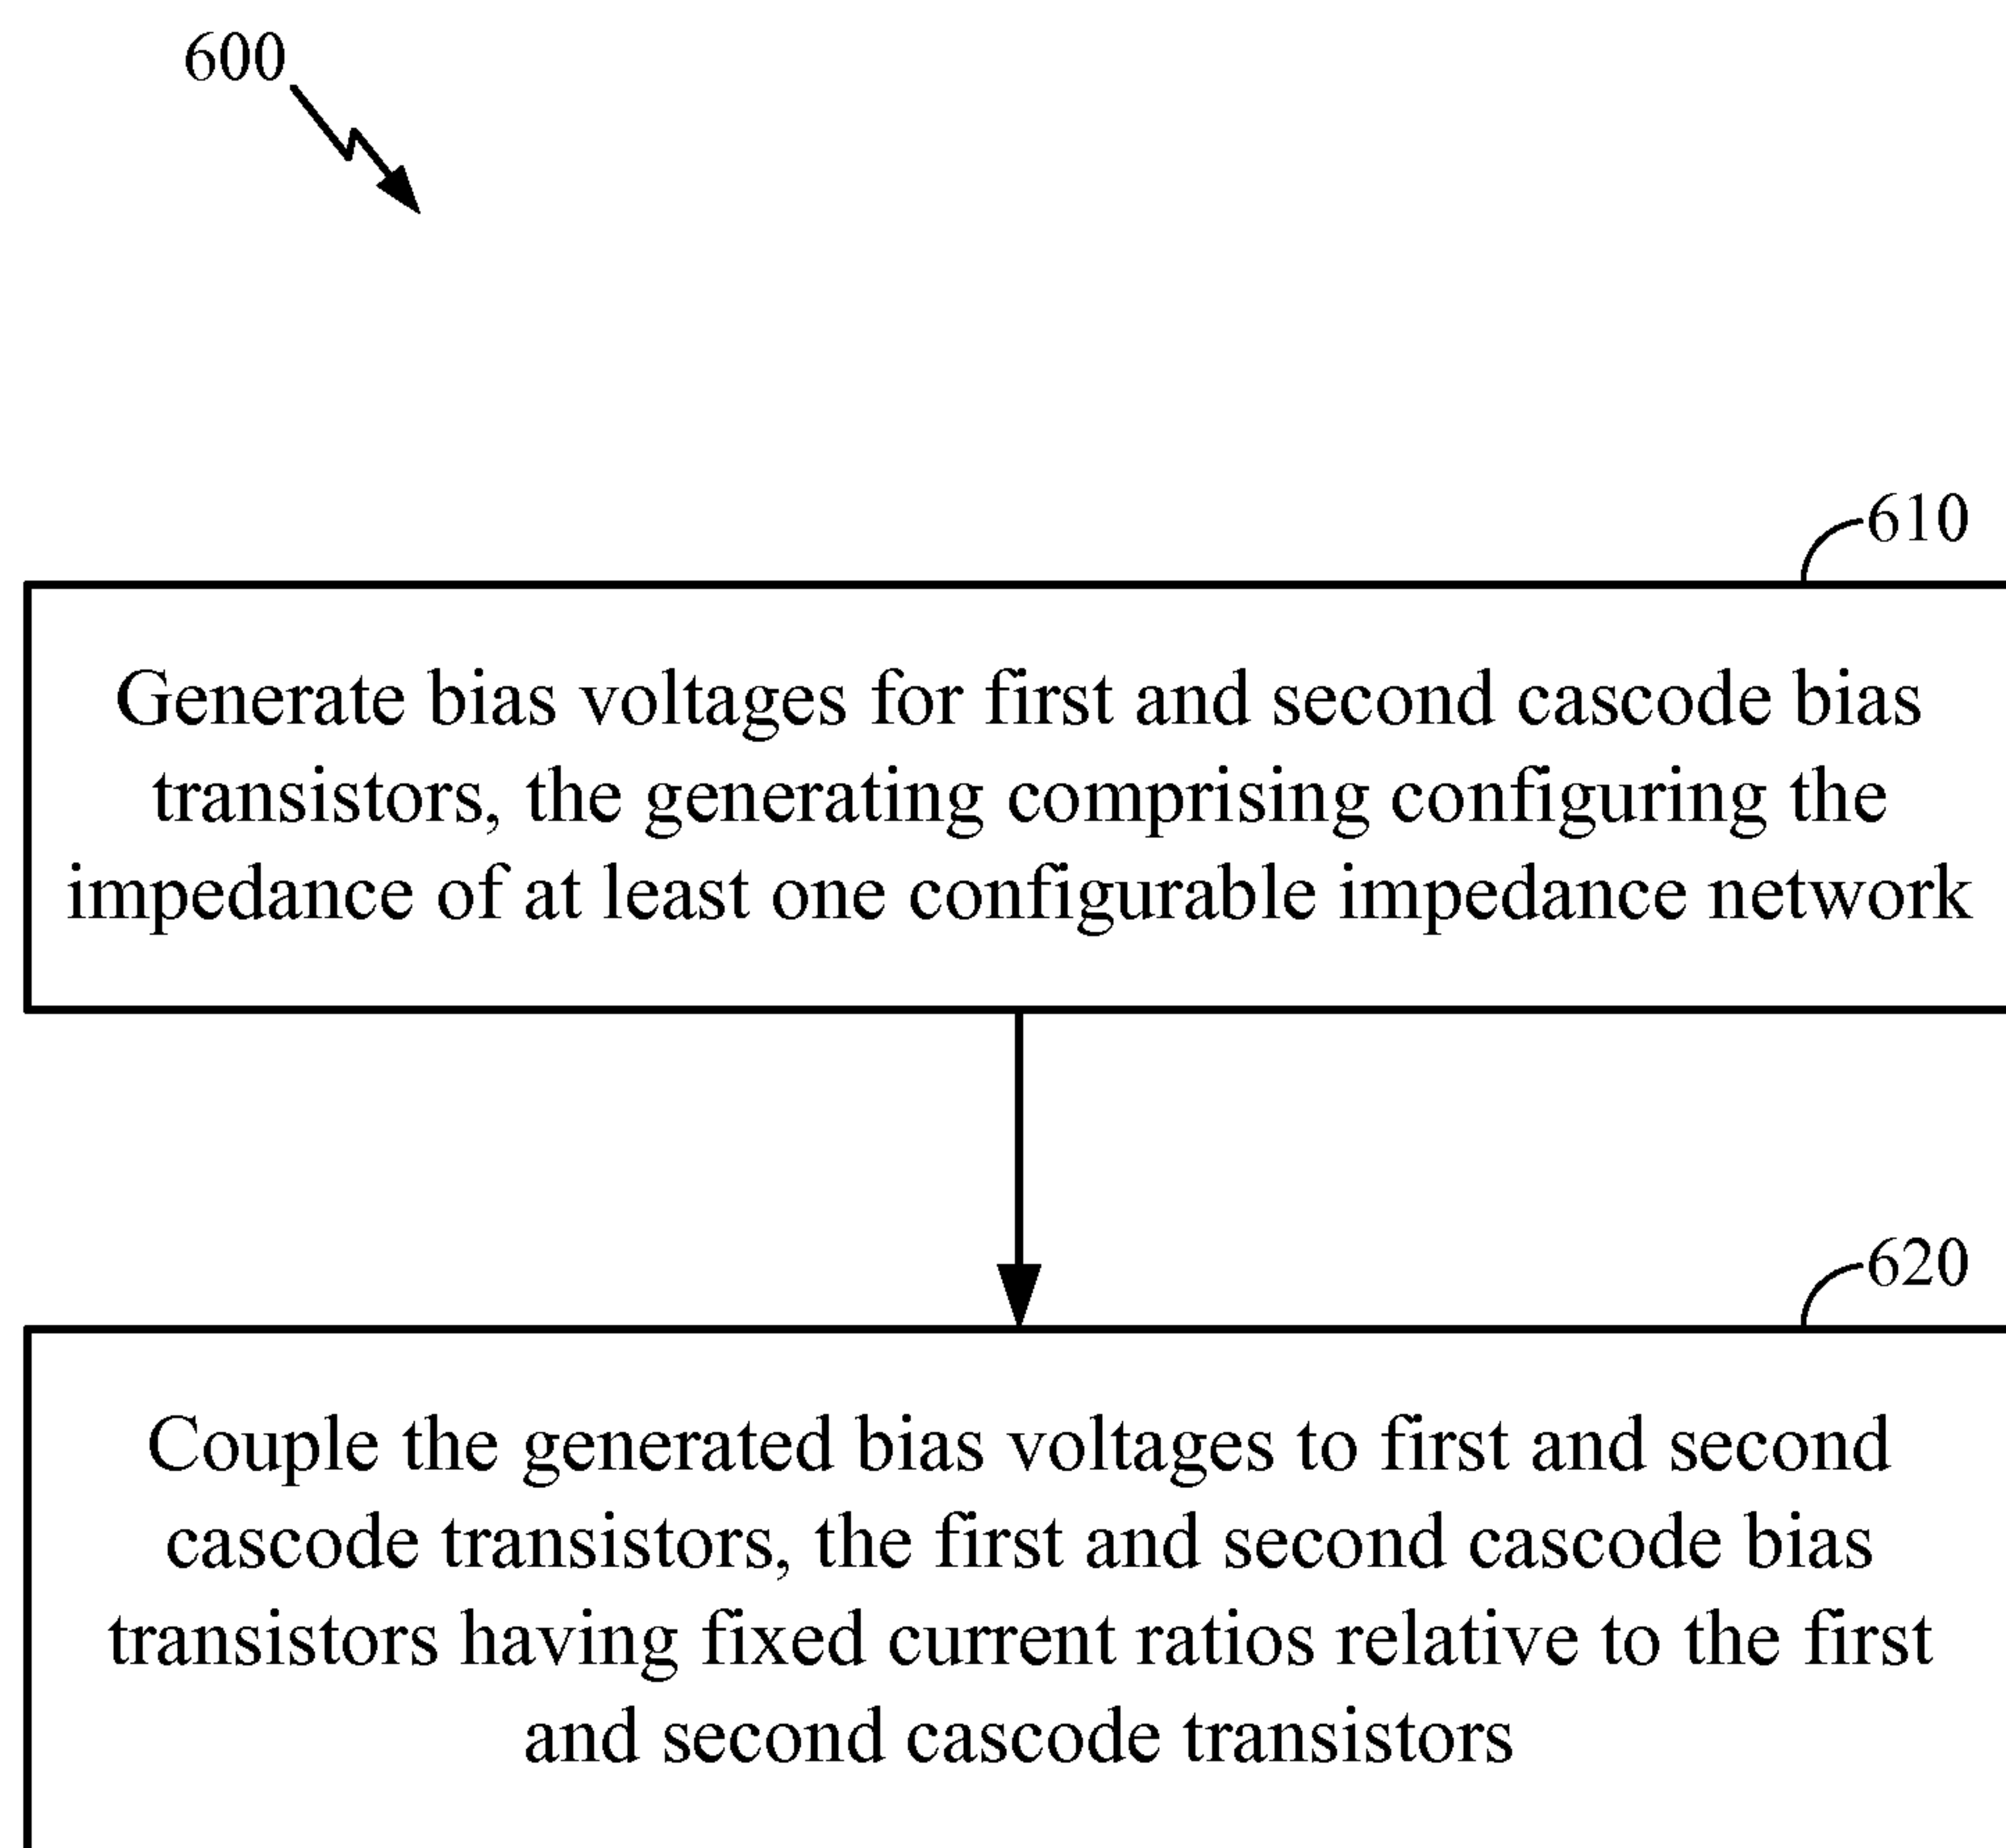 600
610
Generate bias voltages for first and second cascode bias
transistors, the generating comprising configuring the
impedance of at least one configurable impedance network
620
Couple the generated bias voltages to first and second
cascode transistors, the first and second cascode bias
transistors having fixed current ratios relative to the first
and second cascode transistors